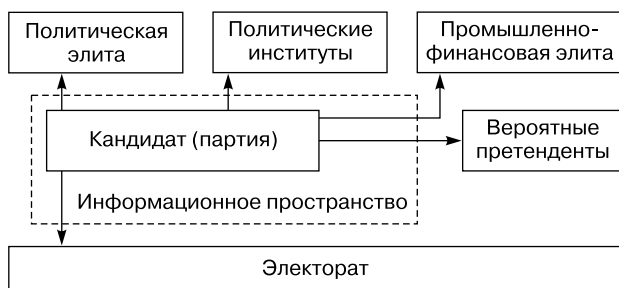 Политическая
элита
Политические
институты
Промышленно-
финансовая элита
Кандидат (партия)
Вероятные
претенденты
Информационное пространство
Электорат